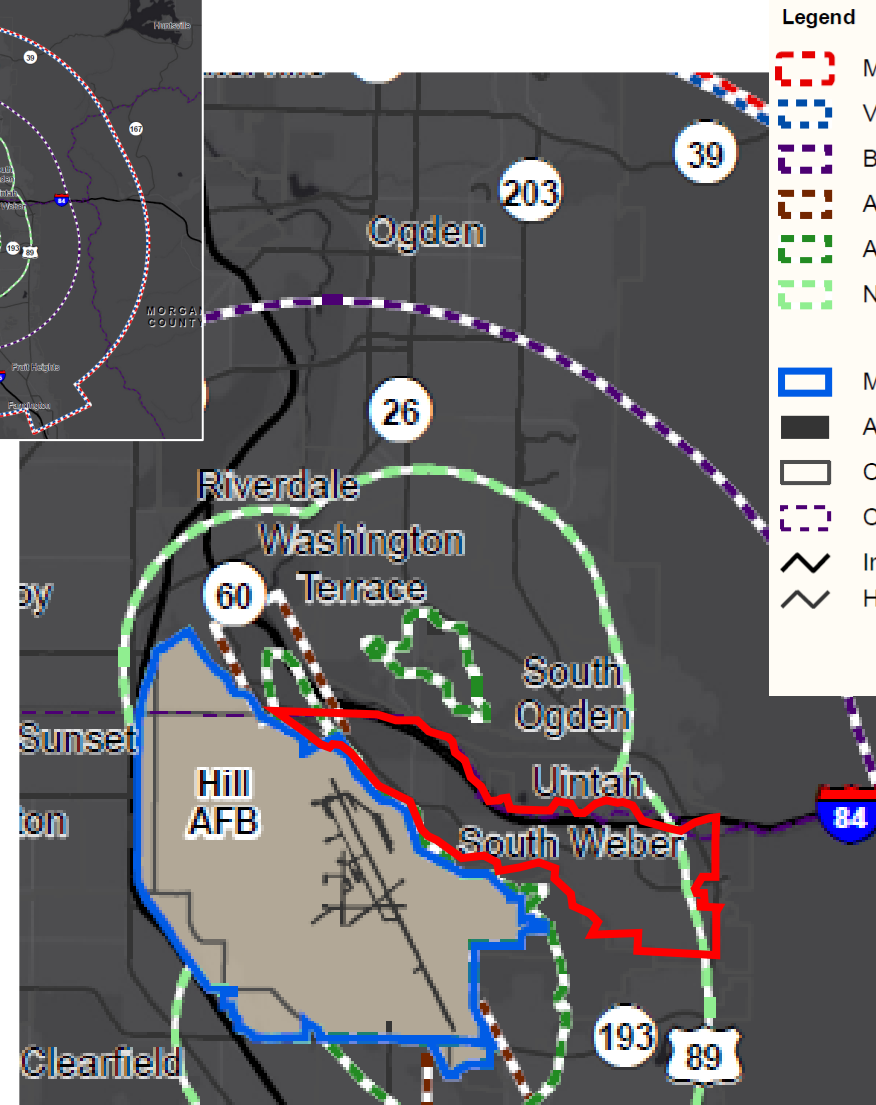 Huntsville
39
167
84
193
89
MORGAN
COUNTY
Fruit Heights
Farmington
Legend
M
V
B
A
A
N
M
A
C
C
In
H
39
203
Ogden
26
Riverdale
Washington
Terrace
60
South
Ogden
Sunset
Hill
AFB
Uintah
84
South Weber
ton
193
89
Clearfield